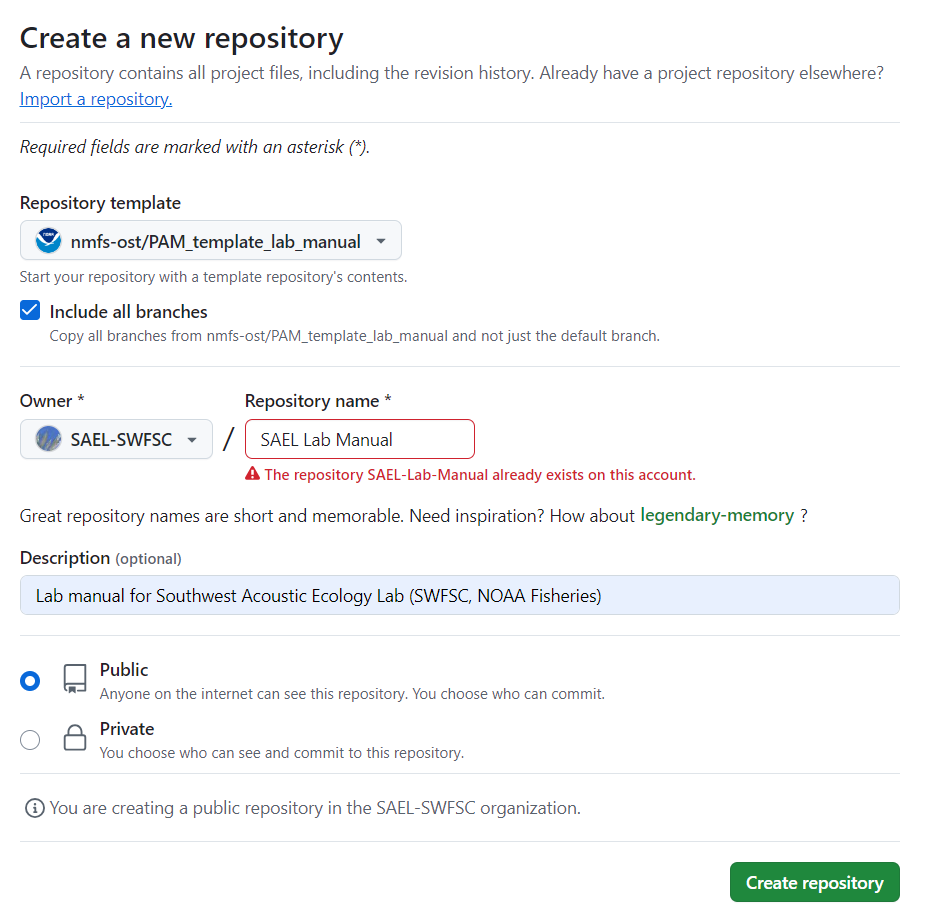 Create a new repository
A repository contains all project files, including the revision history. Already have a project repository elsewhere?
Import a repository.
Required fields are marked with an asterisk (*).
Repository template
nmfs-ost/PAM_template_lab_manual
Start your repository with a template repository's contents.
Include all branches
Copy all branches from nmfs-ost/PAM_template_lab_manual and not just the default branch.
Owner * Repository name *
SAEL-SWFSC / SAEL Lab Manual
The repository SAEL-Lab-Manual already exists on this account.
Great repository names are short and memorable. Need inspiration? How about legendary-memory ?
Description (optional)
Lab manual for Southwest Acoustic Ecology Lab (SWFSC, NOAA Fisheries)
Public
Anyone on the internet can see this repository. You choose who can commit.
Private
You choose who can see and commit to this repository.
You are creating a public repository in the SAEL-SWFSC organization.
Create repository